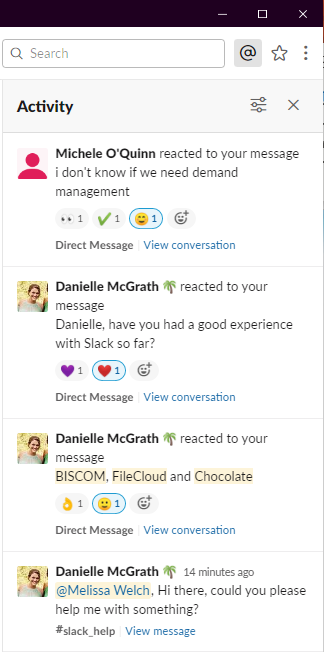 Search
@
Activity
Michele O'Quinn reacted to your message
i don't know if we need demand
management
1 1 1
Direct Message | View conversation
Danielle McGrath reacted to your
message
Danielle, have you had a good experience
with Slack so far?
1 1
Direct Message | View conversation
Danielle McGrath reacted to your
message
BISCOM, FileCloud and Chocolate
1 1
Direct Message | View conversation
Danielle McGrath 14 minutes ago
@Melissa Welch, Hi there, could you please
help me with something?
#slack_help | View message